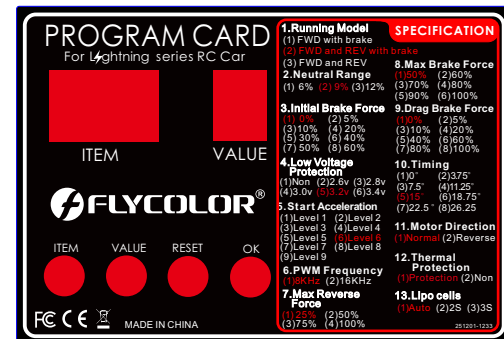 PROGRAM CARD
For Lightning series RC Car
ITEM
VALUE
FLYCOLOR®
ITEM VALUE RESET OK
FC CE MADE IN CHINA
SPECIFICATION
1.Running Model
(1) FWD with brake
(2) FWD and REV with brake
(3) FWD and REV
2.Neutral Range
(1) 6% (2) 9% (3)12%
3.Initial Brake Force
(1) 0% (2) 5%
(3)10% (4) 20%
(5) 30% (6) 40%
(7) 50% (8) 60%
4.Low Voltage
Protection
(1)Non (2)2.6v (3)2.8v
(4)3.0v (5)3.2v (6)3.4v
5.Start Acceleration
(1)Level 1 (2)Level 2
(3)Level 3 (4)Level 4
(5)Level 5 (6)Level 6
(7)Level 7 (8)Level 8
(9)Level 9
6.PWM Frequency
(1)8KHz (2)16KHz
7.Max Reverse
Force
(1) 25% (2)50%
(3)75% (4)100%
8.Max Brake Force
(1)50% (2)60%
(3)70% (4)80%
(5)90% (6)100%
9.Drag Brake Force
(1)0% (2)5%
(3)10% (4)20%
(5)40% (6)60%
(7)80% (8)100%
10.Timing
(1)0° (2)3.75°
(3)7.5° (4)11.25°
(5)15° (6)18.75°
(7)22.5° (8)26.25
11.Motor Direction
(1)Normal (2)Reverse
12.Thermal
Protection
(1)Protection (2)Non
13.Lipo cells
(1)Auto (2)2S (3)3S
251201-1233